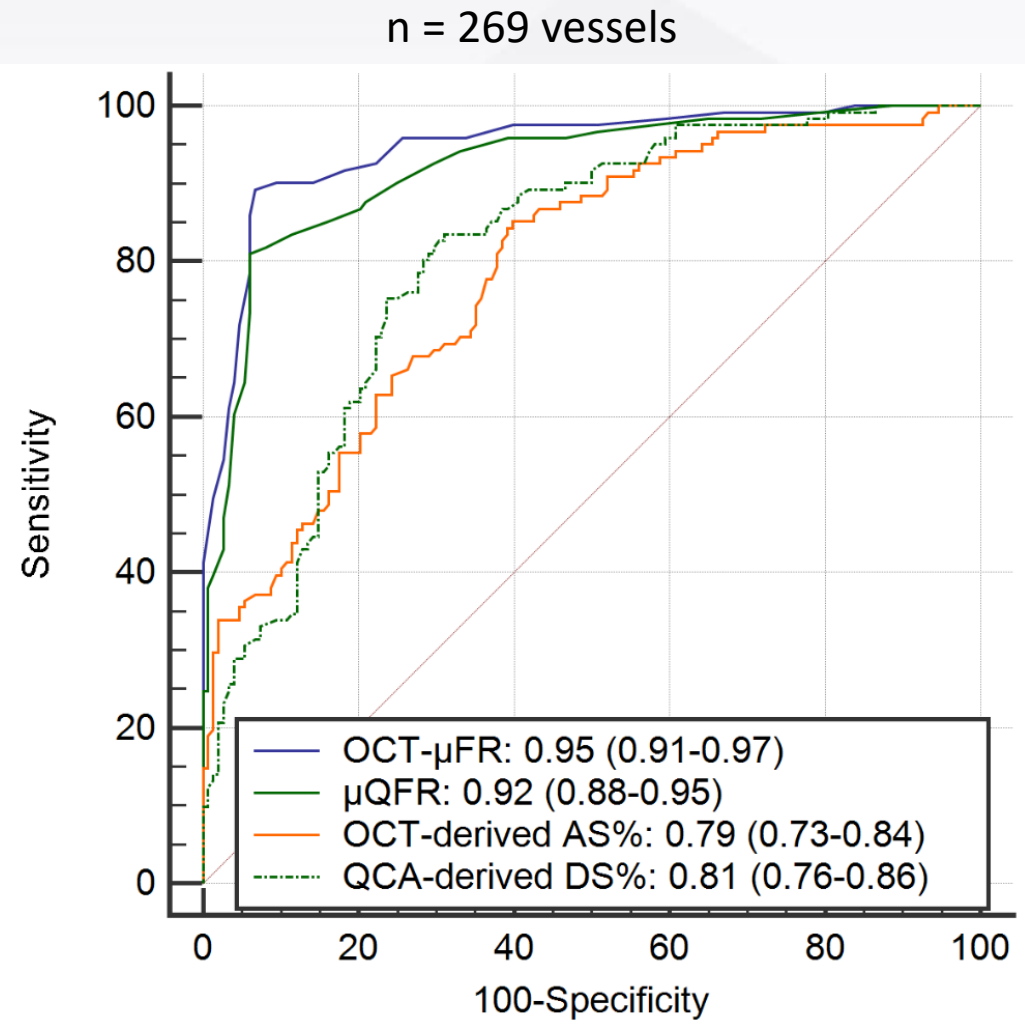 n = 269 vessels
100
80
60
40
20
0
Sensitivity
OCT-µFR: 0.95 (0.91-0.97)
µQFR: 0.92 (0.88-0.95)
OCT-derived AS%: 0.79 (0.73-0.84)
QCA-derived DS%: 0.81 (0.76-0.86)
0 20 40 60 80 100
100-Specificity